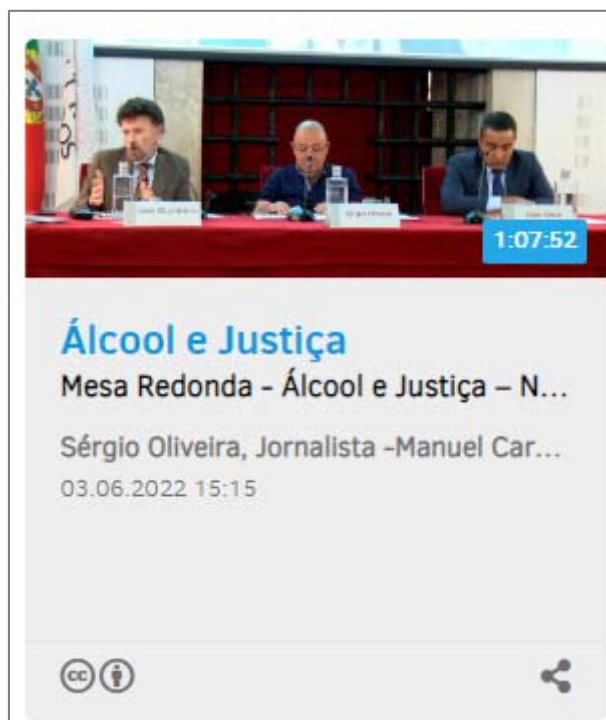 1:07:52
Álcool e Justiça
Mesa Redonda - Álcool e Justiça – N...
Sérgio Oliveira, Jornalista -Manuel Car...
03.06.2022 15:15
cc